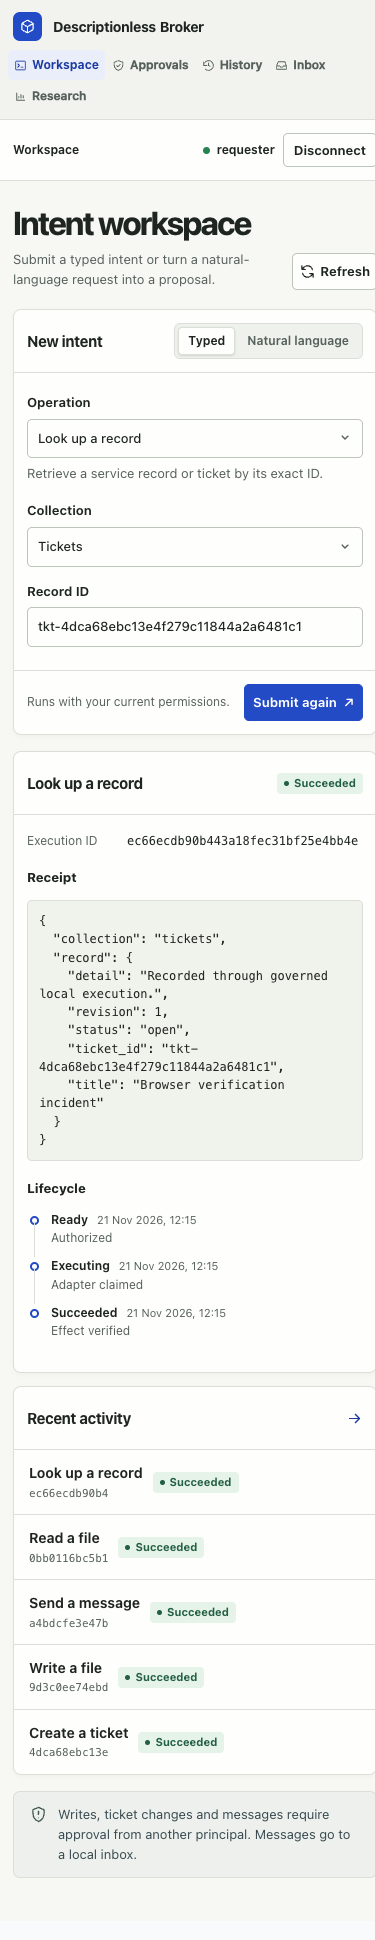 Descriptionless Broker
Workspace Approvals History Inbox
Research
Workspace requester Disconnect
Intent workspace
Submit a typed intent or turn a natural-
language request into a proposal.
Refresh
New intent Typed Natural language
Operation
Look up a record
Retrieve a service record or ticket by its exact ID.
Collection
Tickets
Record ID
tkt-4dca68ebc13e4f279c11844a2a6481c1
Runs with your current permissions. Submit again
Look up a record Succeeded
Execution ID ec66ecdb90b443a18fec31bf25e4bb4e
Receipt
{
"collection": "tickets",
"record": {
"detail": "Recorded through governed
local execution.",
"revision": 1,
"status": "open",
"ticket_id": "tkt-
4dca68ebc13e4f279c11844a2a6481c1",
"title": "Browser verification
incident"
}
}
Lifecycle
Ready 21 Nov 2026, 12:15
Authorized
Executing 21 Nov 2026, 12:15
Adapter claimed
Succeeded 21 Nov 2026, 12:15
Effect verified
Recent activity
Look up a record Succeeded
ec66ecdb90b4
Read a file Succeeded
0bb0116bc5b1
Send a message Succeeded
a4bdcfe3e47b
Write a file Succeeded
9d3c0ee74ebd
Create a ticket Succeeded
4dca68ebc13e
Writes, ticket changes and messages require
approval from another principal. Messages go to
a local inbox.